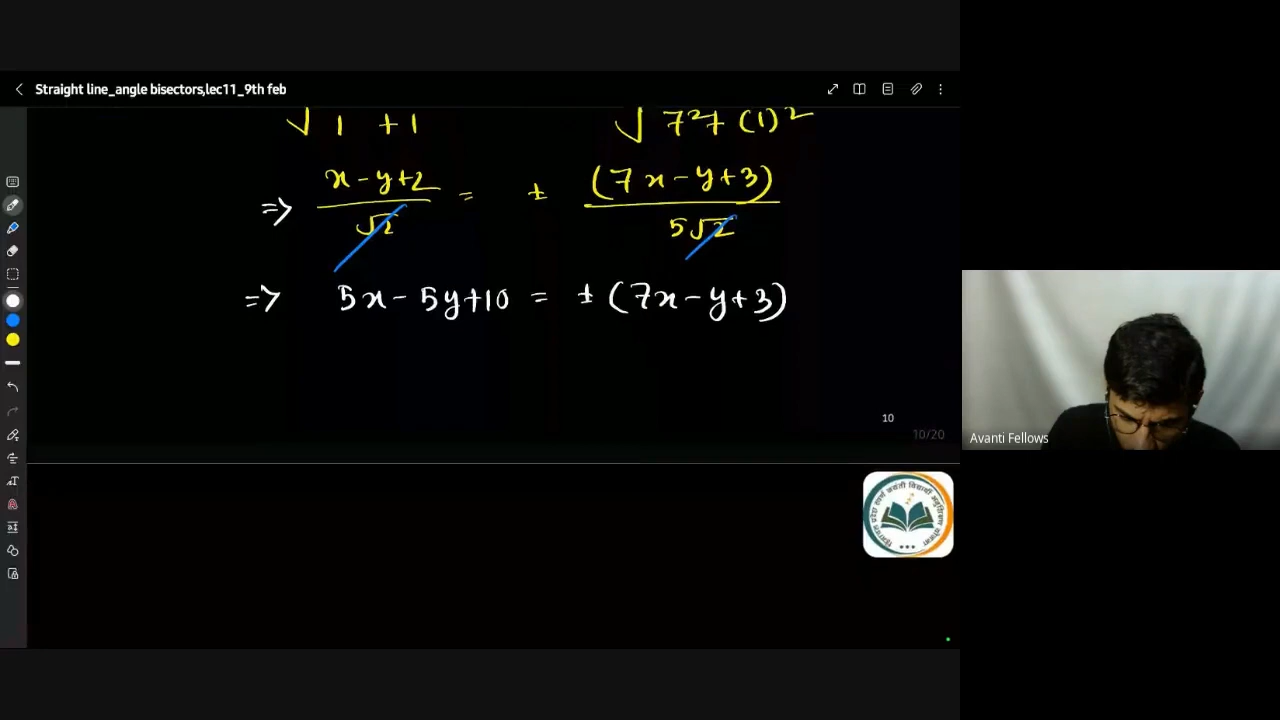 Straight line_angle bisectors,lec11_9th feb
√1 + 1 √7²+ (1)²
⇒ x - y+2 / √2 = ± (7x - y+3) / 5√2
⇒ 5x - 5y+10 = ± (7x - y+3)
10
10/20
Avanti Fellows